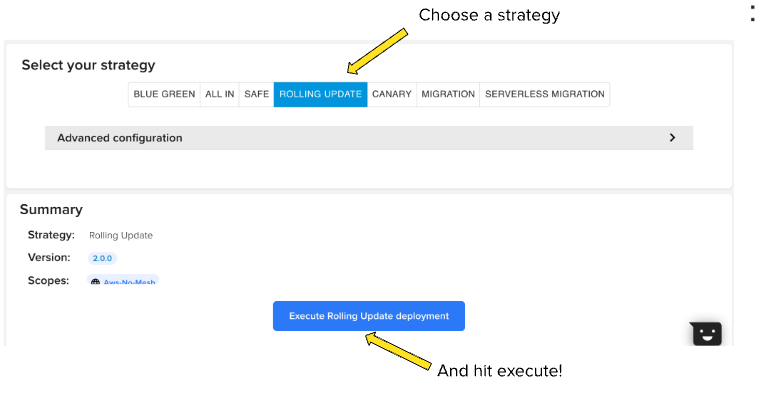 Choose a strategy
Select your strategy
BLUE GREEN ALL IN SAFE ROLLING UPDATE CANARY MIGRATION SERVERLESS MIGRATION
Advanced configuration
Summary
Strategy: Rolling Update
Version: 2.0.0
Scopes: Aws-No-Mesh
Execute Rolling Update deployment
And hit execute!